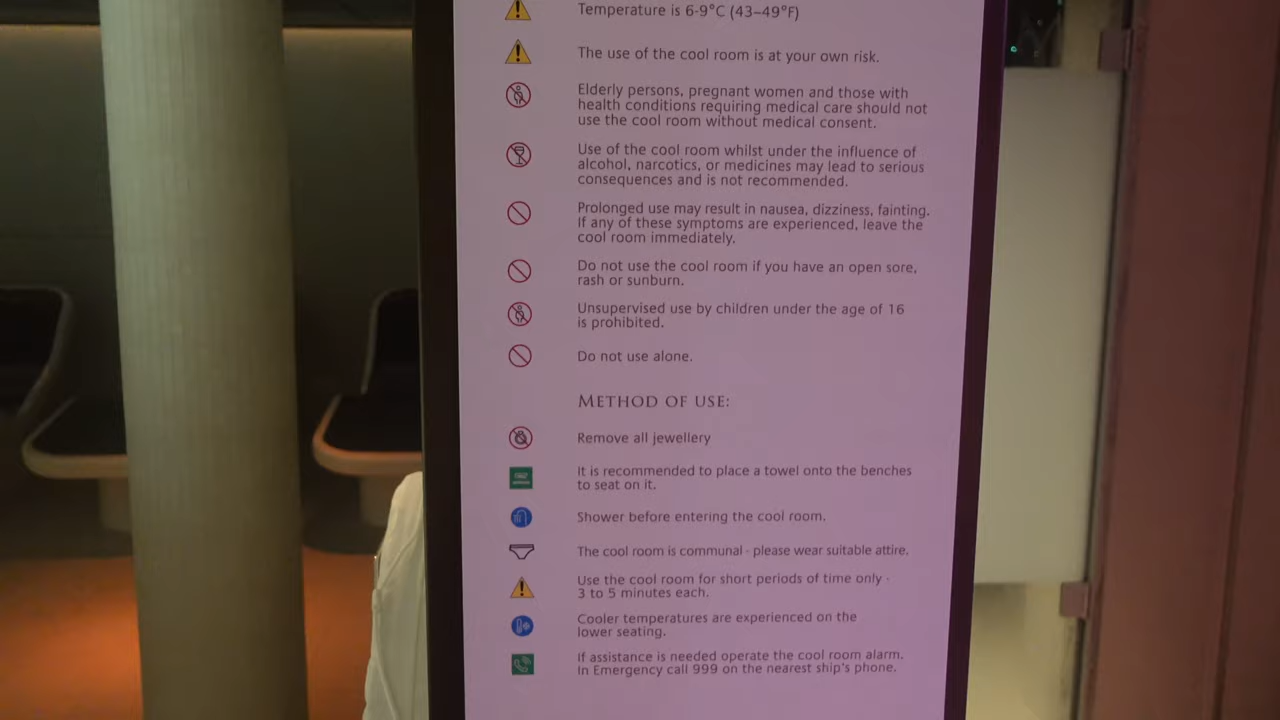 Temperature is 6-9°C (43–49°F)
The use of the cool room is at your own risk.
Elderly persons, pregnant women and those with
health conditions requiring medical care should not
use the cool room without medical consent.
Use of the cool room whilst under the influence of
alcohol, narcotics, or medicines may lead to serious
consequences and is not recommended.
Prolonged use may result in nausea, dizziness, fainting.
If any of these symptoms are experienced, leave the
cool room immediately.
Do not use the cool room if you have an open sore,
rash or sunburn.
Unsupervised use by children under the age of 16
is prohibited.
Do not use alone.
METHOD OF USE:
Remove all jewellery
It is recommended to place a towel onto the benches
to seat on it.
Shower before entering the cool room.
The cool room is communal - please wear suitable attire.
Use the cool room for short periods of time only -
3 to 5 minutes each.
Cooler temperatures are experienced on the
lower seating.
If assistance is needed operate the cool room alarm.
In Emergency call 999 on the nearest ship's phone.